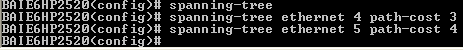 BAIE6HP2520(config)# spanning-tree
BAIE6HP2520(config)# spanning-tree ethernet 4 path-cost 3
BAIE6HP2520(config)# spanning-tree ethernet 5 path-cost 4
BAIE6HP2520(config)#